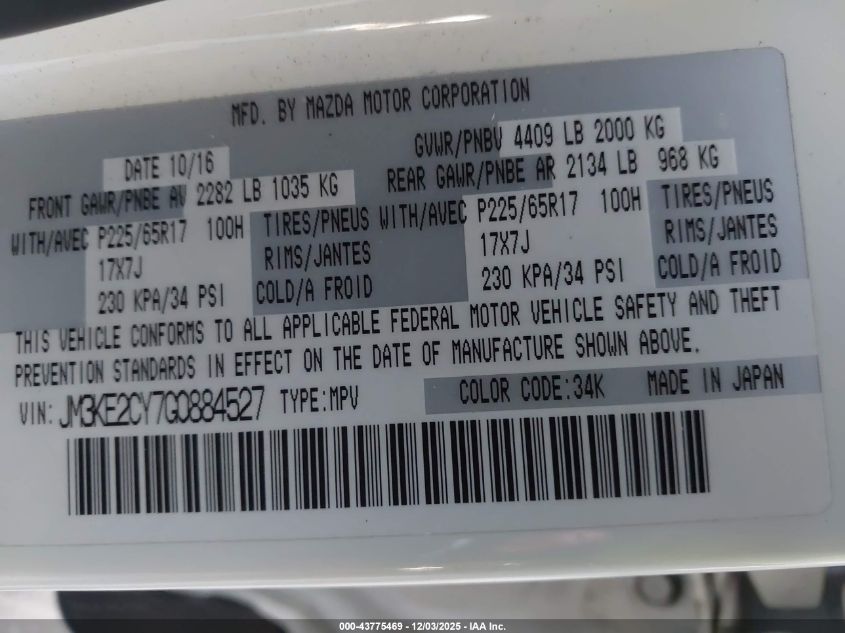 MFD. BY MAZDA MOTOR CORPORATION
DATE 10/16 GVWR/PNBV 4409 LB 2000 KG
FRONT GAWR/PNBE AV 2282 LB 1035 KG REAR GAWR/PNBE AR 2134 LB 968 KG
WITH/AVEC P225/65R17 100H TIRES/PNEUS WITH/AVEC P225/65R17 100H TIRES/PNEUS
17X7J RIMS/JANTES 17X7J RIMS/JANTES
230 KPA/34 PSI COLD/A FROID 230 KPA/34 PSI COLD/A FROID
THIS VEHICLE CONFORMS TO ALL APPLICABLE FEDERAL MOTOR VEHICLE SAFETY AND THEFT
PREVENTION STANDARDS IN EFFECT ON THE DATE OF MANUFACTURE SHOWN ABOVE.
VIN: JM3KE2CY7G0884527 TYPE:MPV COLOR CODE:34K MADE IN JAPAN
000-43775469 - 12/03/2025 - IAA Inc.